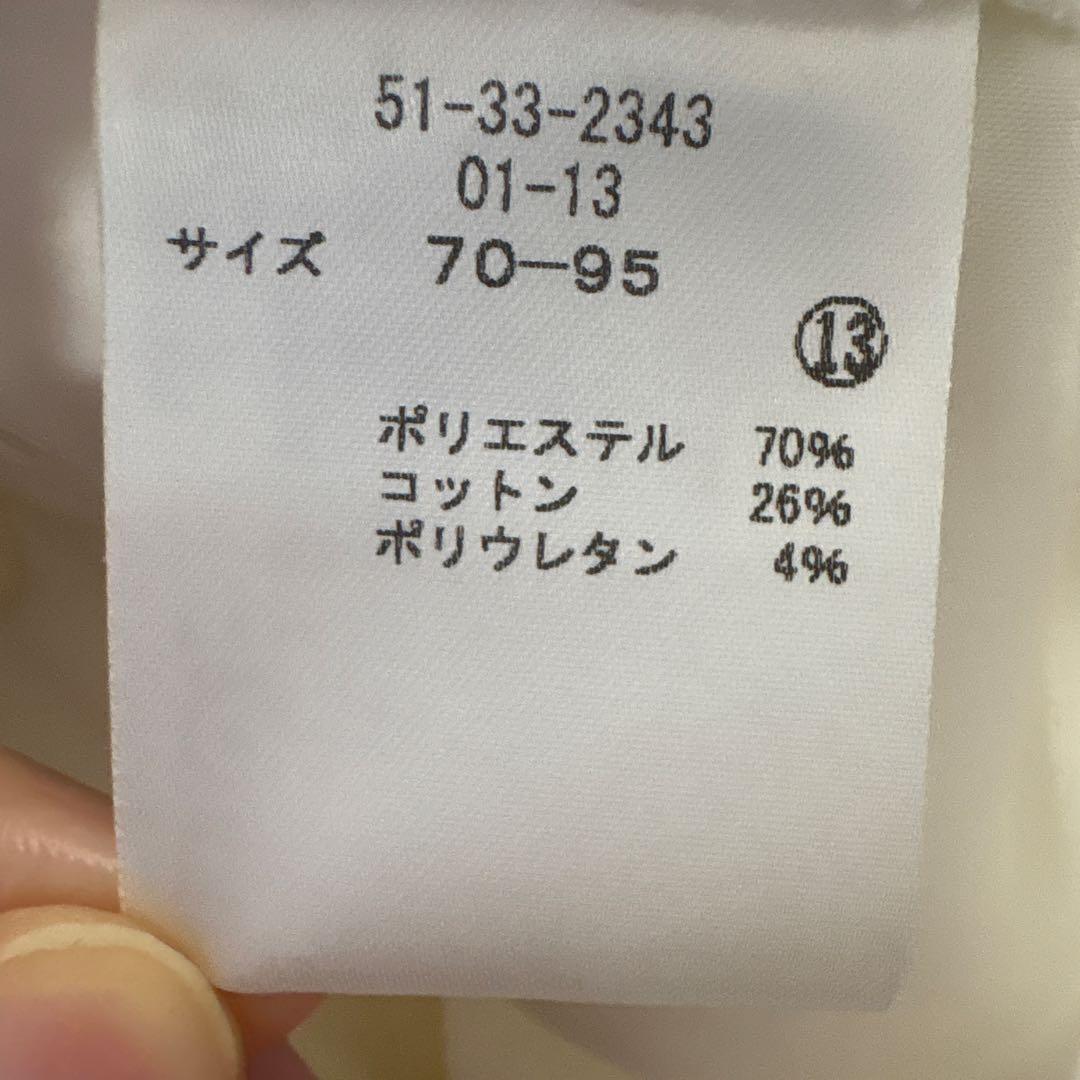 51-33-2343
01-13
サイズ 70-95
⑬
ポリエステル 70%
コットン 26%
ポリウレタン 4%